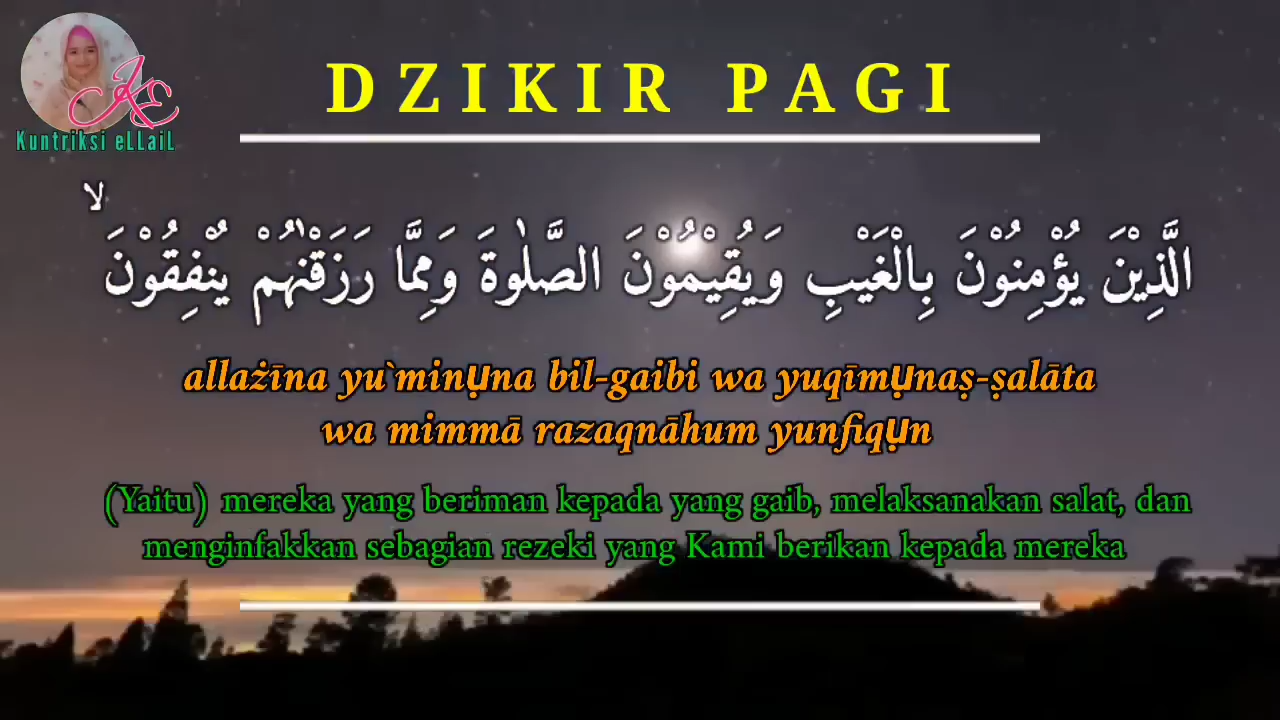 Kuntriksi eLLaiL
DZIKIR PAGI
الَّذِيْنَ يُؤْمِنُوْنَ بِالْغَيْبِ وَيُقِيْمُوْنَ الصَّلٰوةَ وَمِمَّا رَزَقْنٰهُمْ يُنْفِقُوْنَ ۙ
allażīna yu`minụna bil-gaibi wa yuqīmụnaṣ-ṣalāta
wa mimmā razaqnāhum yunfiqụn
(Yaitu) mereka yang beriman kepada yang gaib, melaksanakan salat, dan
menginfakkan sebagian rezeki yang Kami berikan kepada mereka